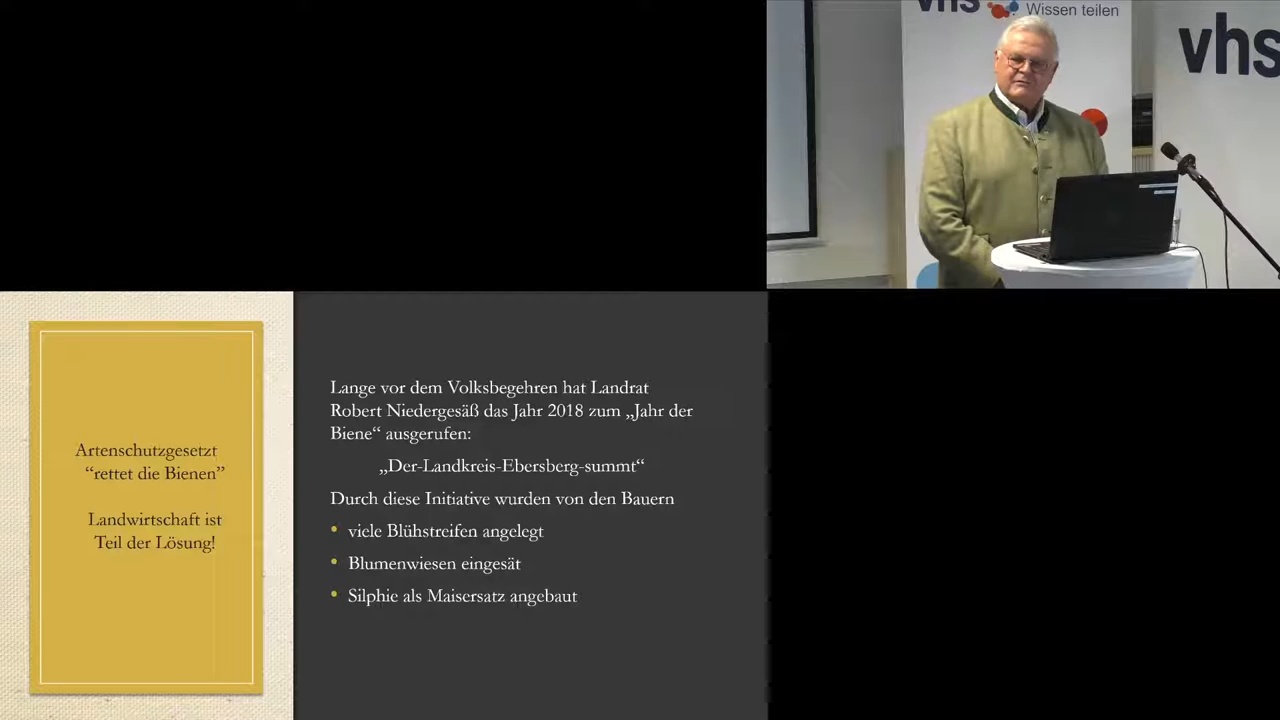 vhs Wissen teilen
vhs
Artenschutzgesetzt
“rettet die Bienen”
Landwirtschaft ist
Teil der Lösung!
Lange vor dem Volksbegehren hat Landrat
Robert Niedergesäß das Jahr 2018 zum „Jahr der
Biene“ ausgerufen:
„Der-Landkreis-Ebersberg-summt“
Durch diese Initiative wurden von den Bauern
• viele Blühstreifen angelegt
• Blumenwiesen eingesät
• Silphie als Maisersatz angebaut